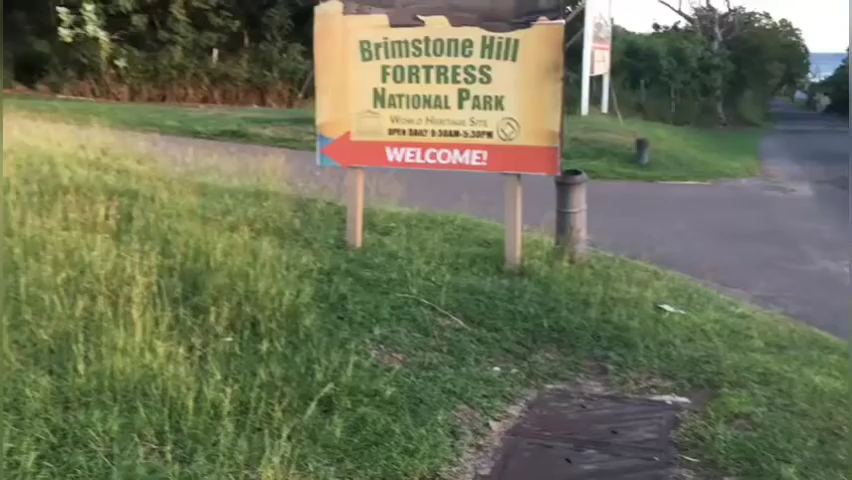 Brimstone Hill
FORTRESS
NATIONAL PARK
WORLD HERITAGE SITE
OPEN DAILY 9:30AM - 5:30PM
WELCOME!